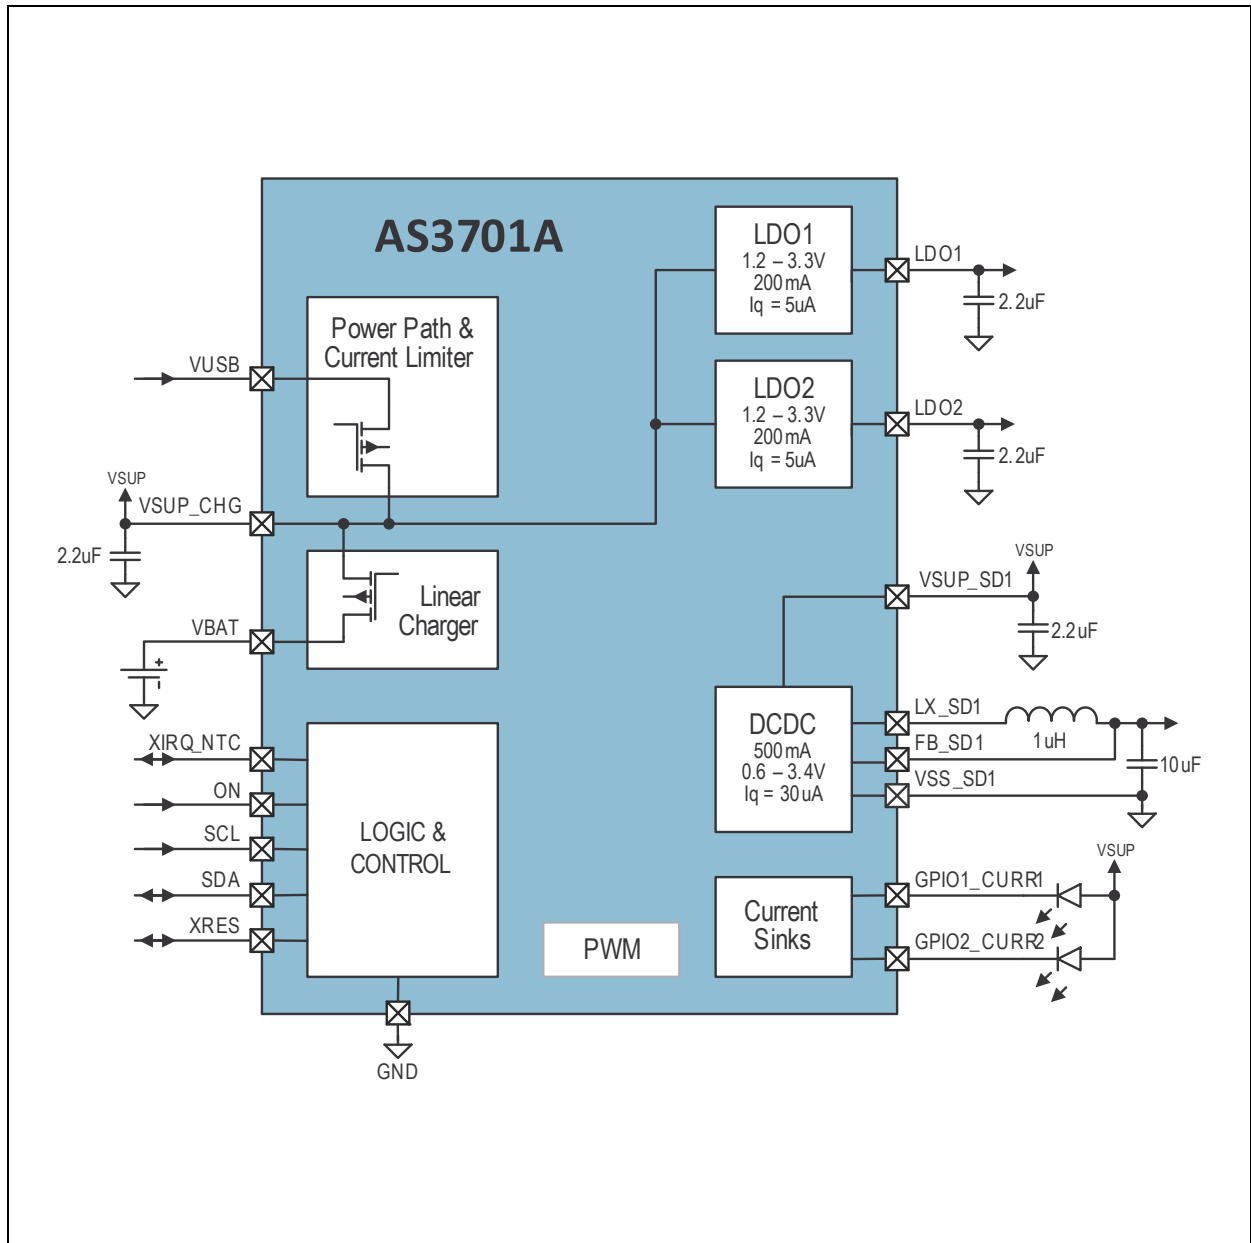 AS3701A
LDO1
1.2 – 3.3V
200mA
Iq = 5uA
LDO1
2.2uF
Power Path &
Current Limiter
VUSB
LDO2
1.2 – 3.3V
200mA
Iq = 5uA
LDO2
2.2uF
VSUP
VSUP_CHG
2.2uF
Linear
Charger
VBAT
+
-
VSUP
VSUP_SD1
2.2uF
DCDC
500mA
0.6 – 3.4V
Iq = 30uA
LX_SD1
1uH
FB_SD1
10uF
VSS_SD1
XIRQ_NTC
ON
SCL
SDA
XRES
LOGIC &
CONTROL
PWM
Current
Sinks
VSUP
GPIO1_CURR1
GPIO2_CURR2
GND